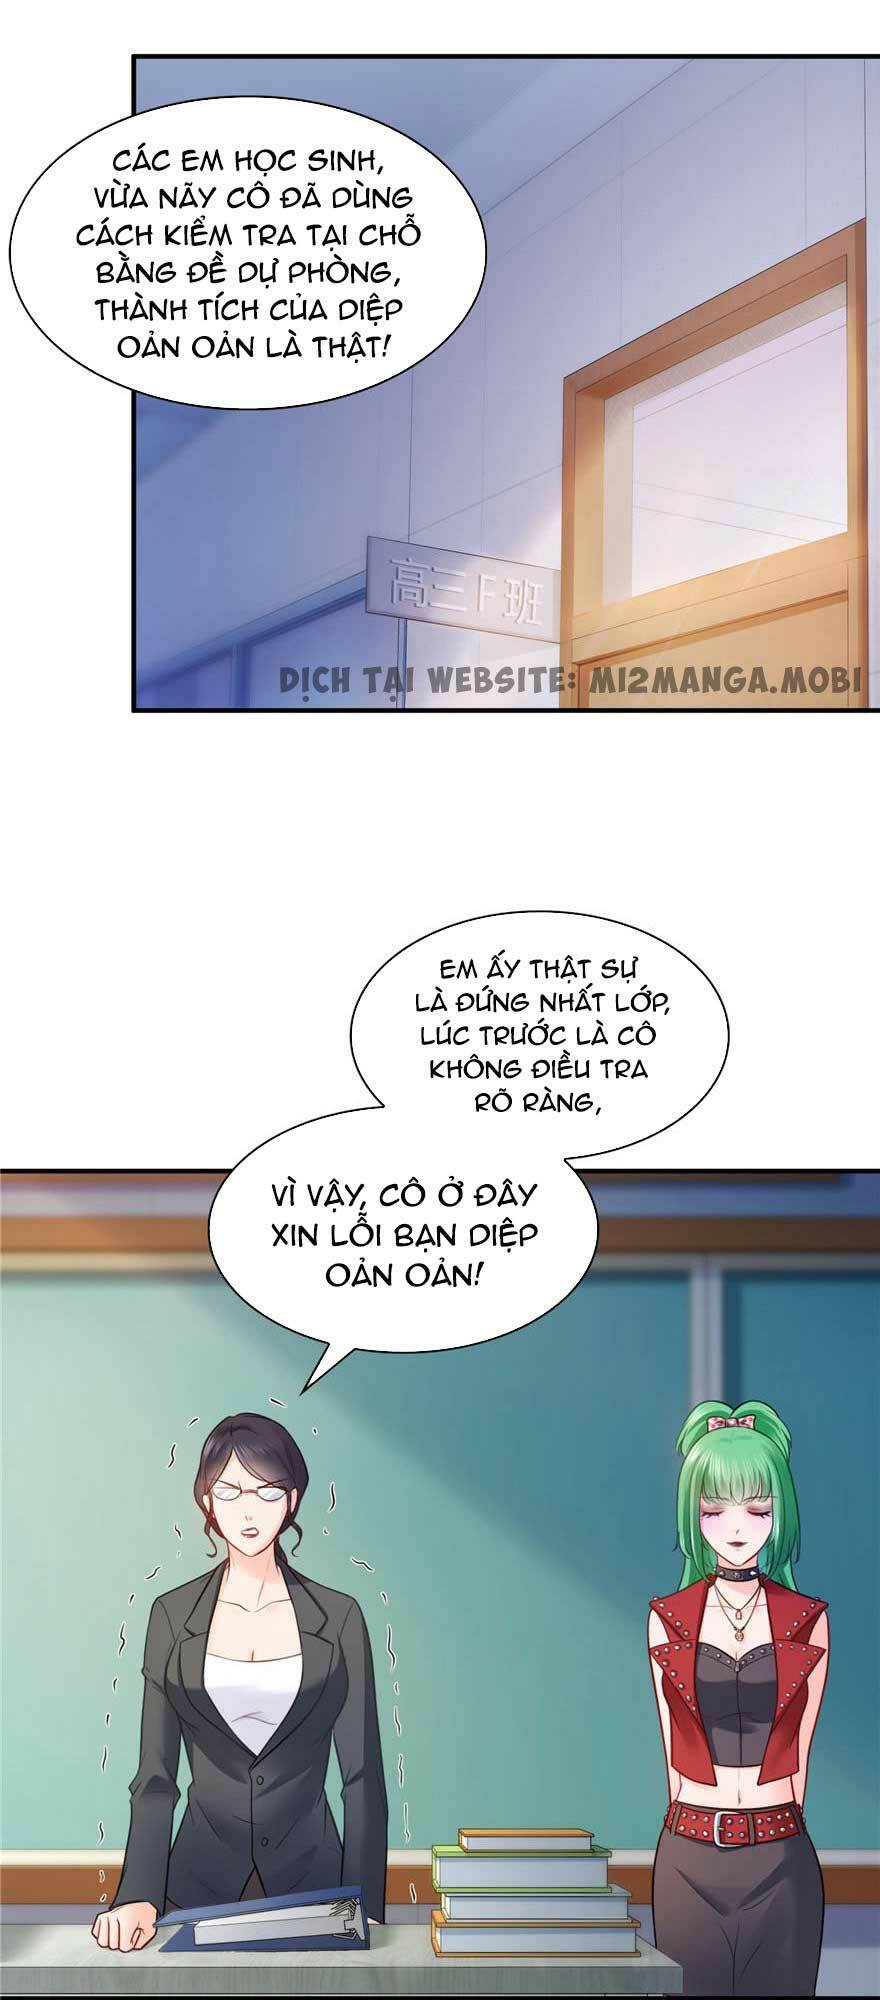 CÁC EM HỌC SINH,
VỪA NÃY CÔ ĐÃ DÙNG
CÁCH KIỂM TRA TẠI CHỖ
BẰNG ĐỀ DỰ PHÒNG,
THÀNH TÍCH CỦA DIỆP
OẢN OẢN LÀ THẬT!
高三F班
DỊCH TẠI WEBSITE: MI2MANGA.MOBI
EM ẤY THẬT SỰ
LÀ ĐỨNG NHẤT LỚP,
LÚC TRƯỚC LÀ CÔ
KHÔNG ĐIỀU TRA
RÕ RÀNG,
VÌ VẬY, CÔ Ở ĐÂY
XIN LỖI BẠN DIỆP
OẢN OẢN!